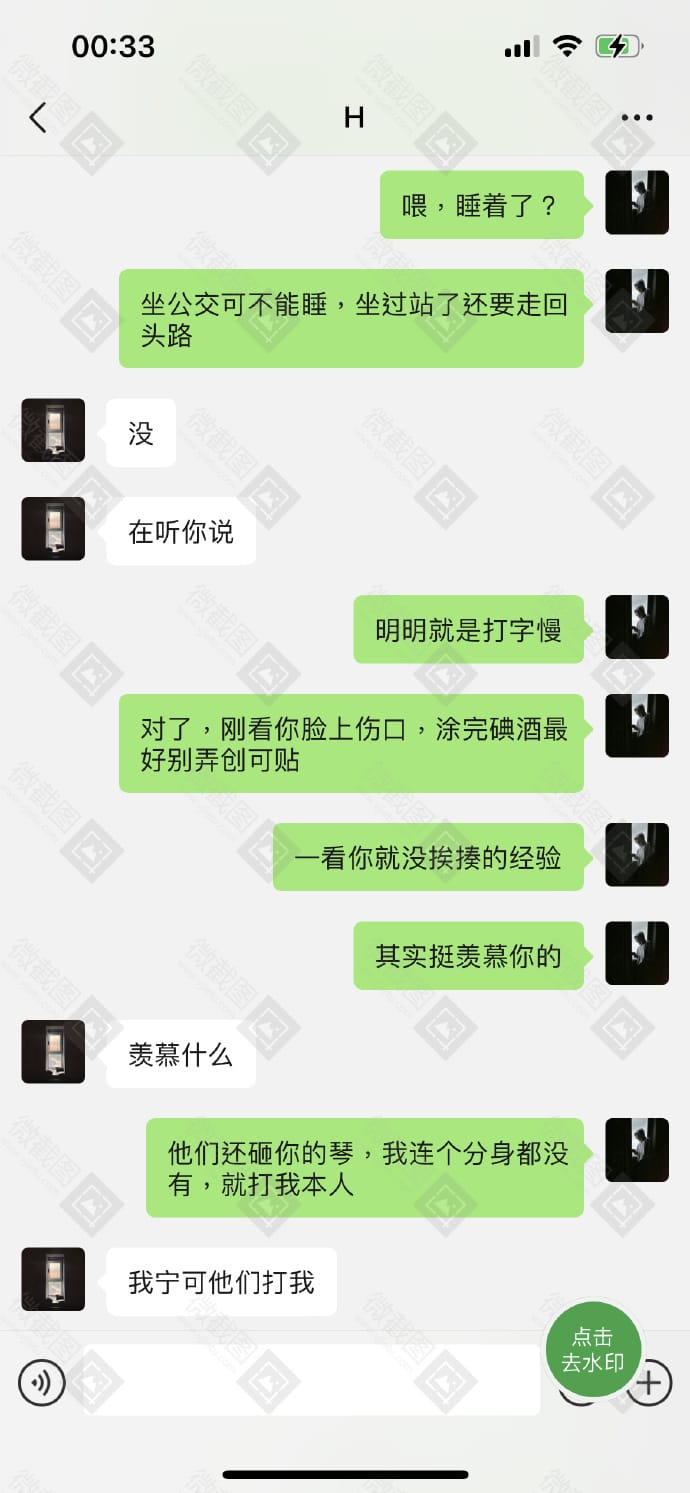 00:33
H
喂，睡着了？
坐公交可不能睡，坐过站了还要走回
头路
没
在听你说
明明就是打字慢
对了，刚看你脸上伤口，涂完碘酒最
好别弄创可贴
一看你就没挨揍的经验
其实挺羡慕你的
羡慕什么
他们还砸你的琴，我连个分身都没
有，就打我本人
我宁可他们打我
点击
去水印
微截图